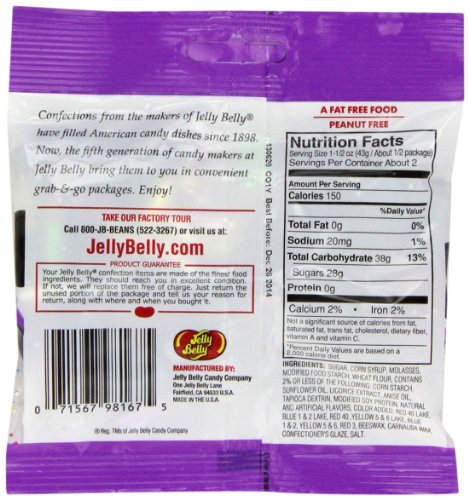 Confections from the makers of Jelly Belly®
have filled American candy dishes since 1898.
Now, the fifth generation of candy makers at
Jelly Belly bring them to you in convenient
grab-&-go packages. Enjoy!
TAKE OUR FACTORY TOUR
Call 800-JB-BEANS (522-3267) or visit us at:
JellyBelly.com
PRODUCT GUARANTEE
Your Jelly Belly® confection items are made of the finest food
ingredients. They should reach you in excellent condition.
If not, we will replace them free of charge. Just return the
unused portion of the package and tell us your reason for
return, along with where and when you bought it.
0 71567 98167 5
Jelly
Belly
MANUFACTURED BY:
Jelly Belly Candy Company
One Jelly Belly Lane
Fairfield, CA 94533 U.S.A.
MADE IN THE U.S.A.
® Reg. TMs of Jelly Belly Candy Company
130628 CO11Y Best Before: Dec 28 2014
A FAT FREE FOOD
PEANUT FREE
Nutrition Facts
Serving Size 1-1/2 oz (43g / About 1/2 package)
Servings Per Container About 2
Amount Per Serving
Calories 150
%Daily Value*
Total Fat 0g 0%
Sodium 20mg 1%
Total Carbohydrate 38g 13%
Sugars 28g
Protein 0g
Calcium 2% • Iron 2%
Not a significant source of calories from fat,
saturated fat, trans fat, cholesterol, dietary fiber,
vitamin A and vitamin C.
*Percent Daily Values are based on a
2,000 calorie diet.
INGREDIENTS: SUGAR, CORN SYRUP, MOLASSES,
MODIFIED FOOD STARCH, WHEAT FLOUR, CONTAINS
2% OR LESS OF THE FOLLOWING: CORN STARCH,
SUNFLOWER OIL, LICORICE EXTRACT, ANISE OIL,
TAPIOCA DEXTRIN, MODIFIED SOY PROTEIN, NATURAL
AND ARTIFICIAL FLAVORS, COLOR ADDED, RED 40 LAKE,
BLUE 1 & 2 LAKE, RED 40, YELLOW 5 & 6 LAKE, BLUE
1 & 2, YELLOW 5 & 6, RED 3, BEESWAX, CARNAUBA WAX,
CONFECTIONER'S GLAZE, SALT.